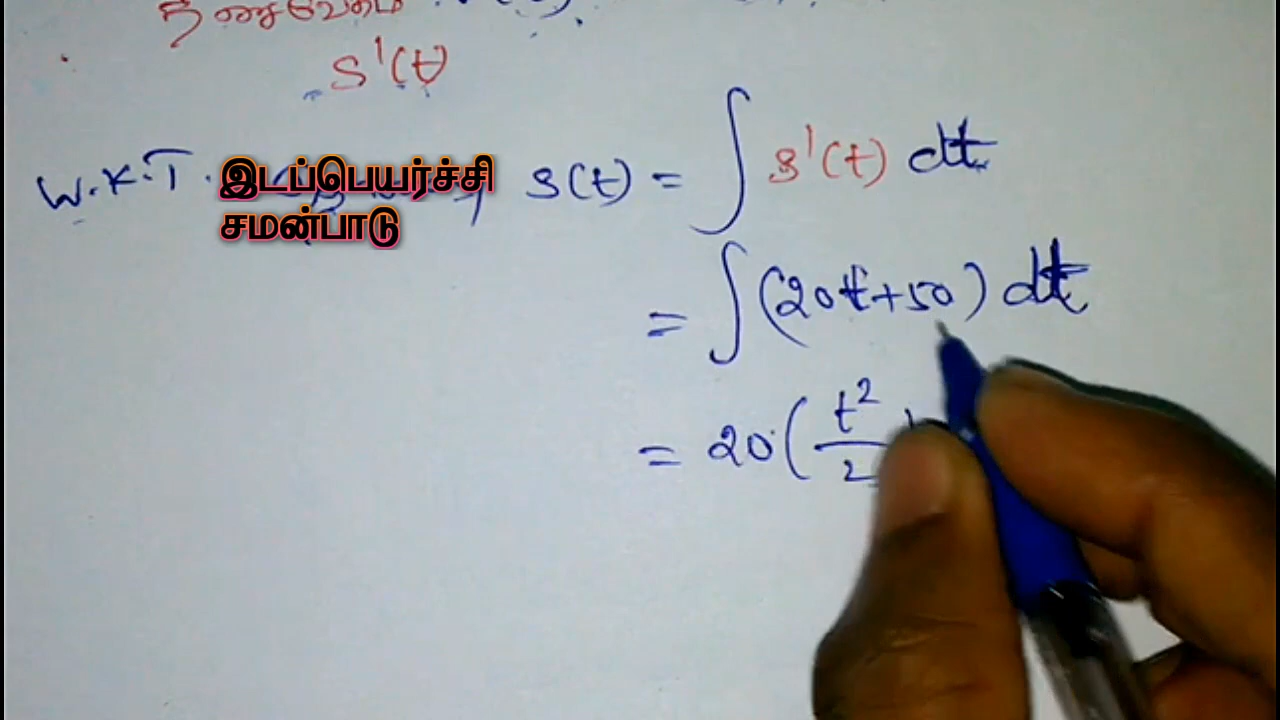 s'(t)
W.K.T. இடப்பெயர்ச்சி சமன்பாடு s(t) = ∫ s'(t) dt
= ∫ (20t+50) dt
= 20 (t²/2)